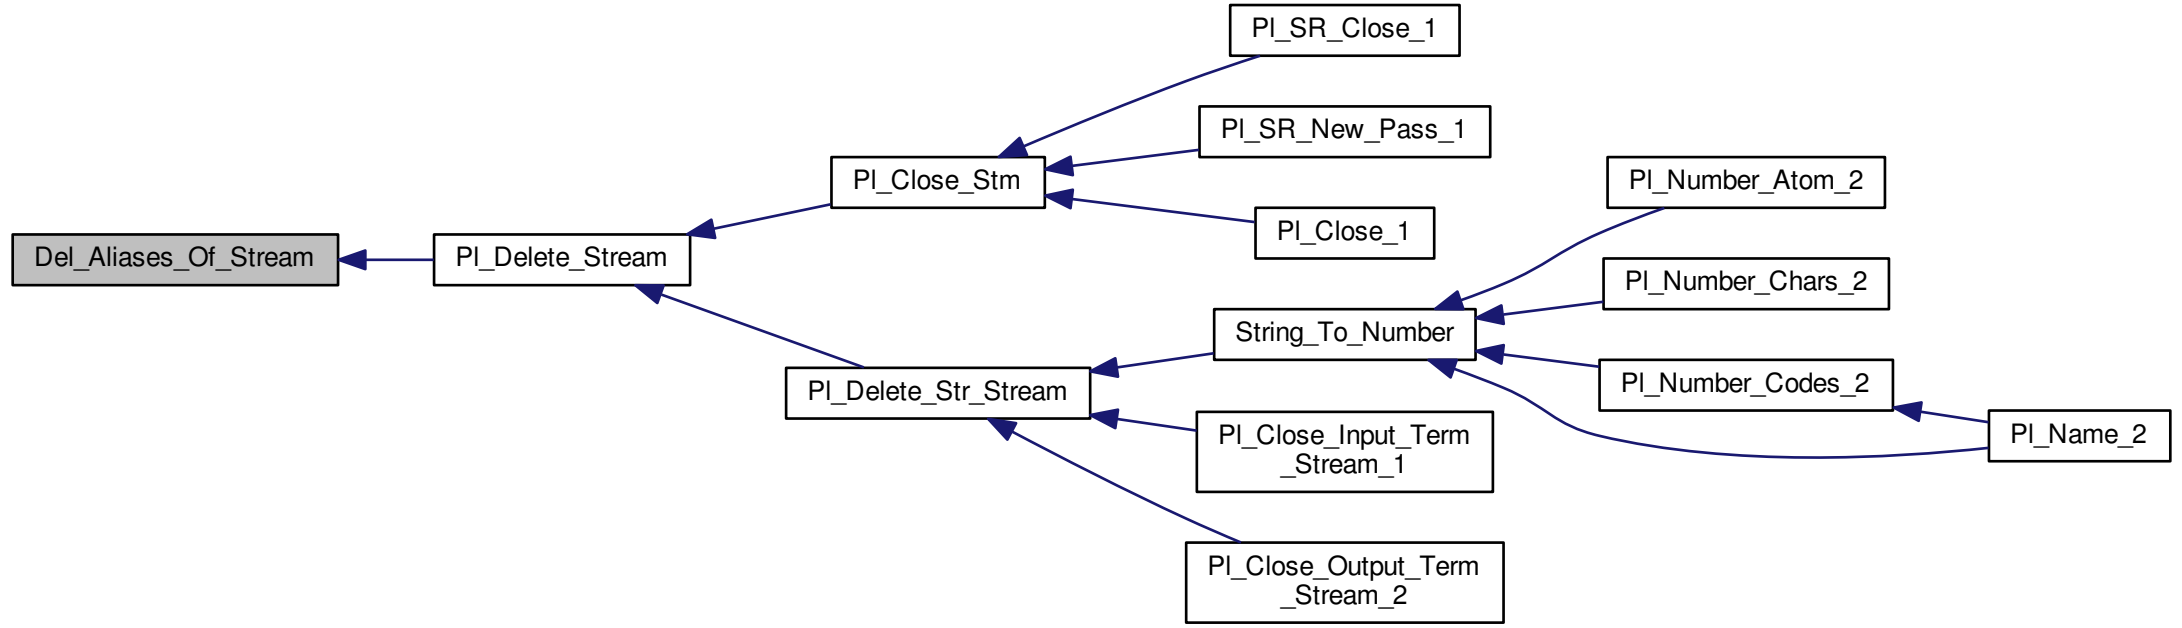 Pl_SR_Close_1
Pl_SR_New_Pass_1
Pl_Close_Stm
Pl_Number_Atom_2
Pl_Close_1
Del_Aliases_Of_Stream
Pl_Delete_Stream
Pl_Number_Chars_2
String_To_Number
Pl_Delete_Str_Stream
Pl_Number_Codes_2
Pl_Close_Input_Term
_Stream_1
Pl_Name_2
Pl_Close_Output_Term
_Stream_2